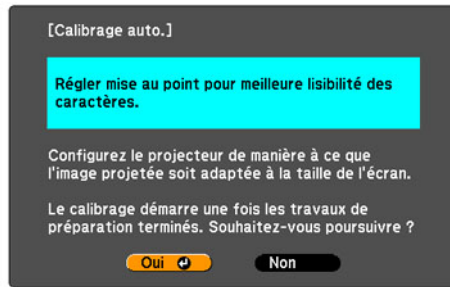 [Calibrage auto.]
Régler mise au point pour meilleure lisibilité des
caractères.
Configurez le projecteur de manière à ce que
l'image projetée soit adaptée à la taille de l'écran.
Le calibrage démarre une fois les travaux de
préparation terminés. Souhaitez-vous poursuivre ?
Oui Non